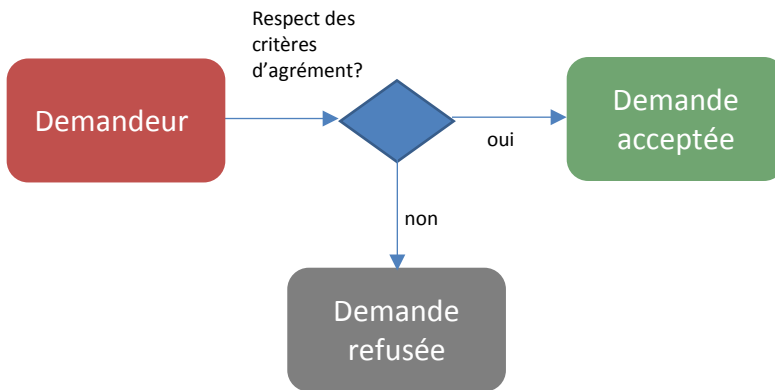 Respect des
critères
d’agrément?
Demandeur
Demande
acceptée
oui
non
Demande
refusée